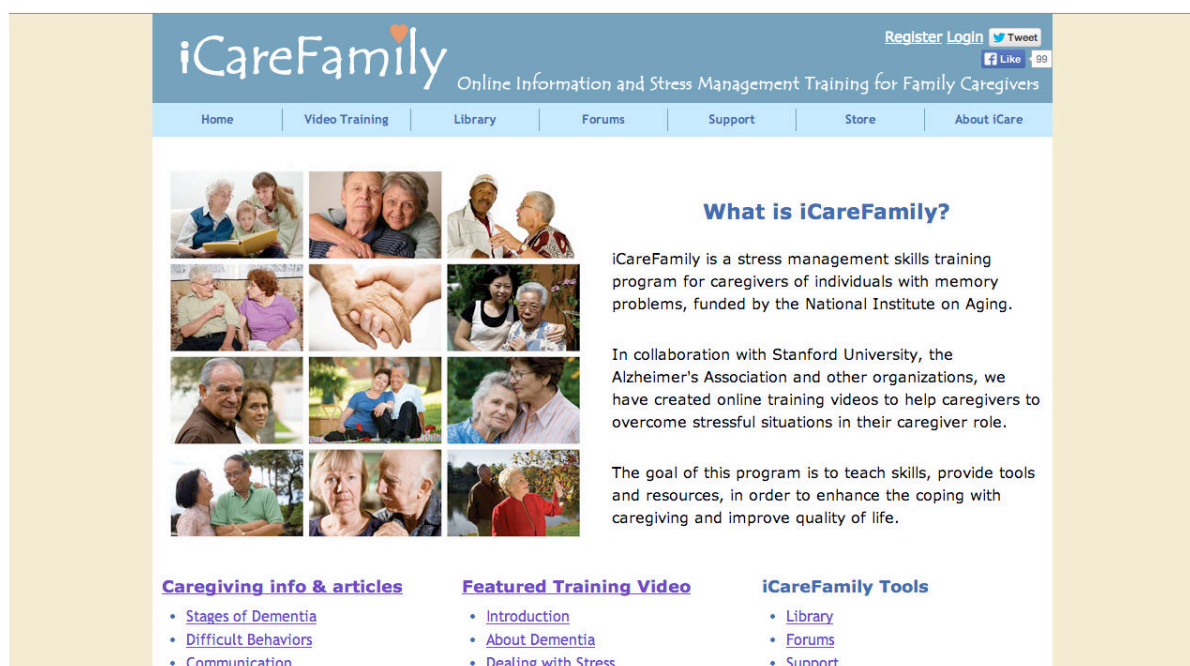 iCareFamily
Register Login Tweet
Like 99
Online Information and Stress Management Training for Family Caregivers
Home Video Training Library Forums Support Store About iCare
What is iCareFamily?
iCareFamily is a stress management skills training
program for caregivers of individuals with memory
problems, funded by the National Institute on Aging.
In collaboration with Stanford University, the
Alzheimer's Association and other organizations, we
have created online training videos to help caregivers to
overcome stressful situations in their caregiver role.
The goal of this program is to teach skills, provide tools
and resources, in order to enhance the coping with
caregiving and improve quality of life.
Caregiving info & articles
• Stages of Dementia
• Difficult Behaviors
• Communication
Featured Training Video
• Introduction
• About Dementia
• Dealing with Stress
iCareFamily Tools
• Library
• Forums
• Support